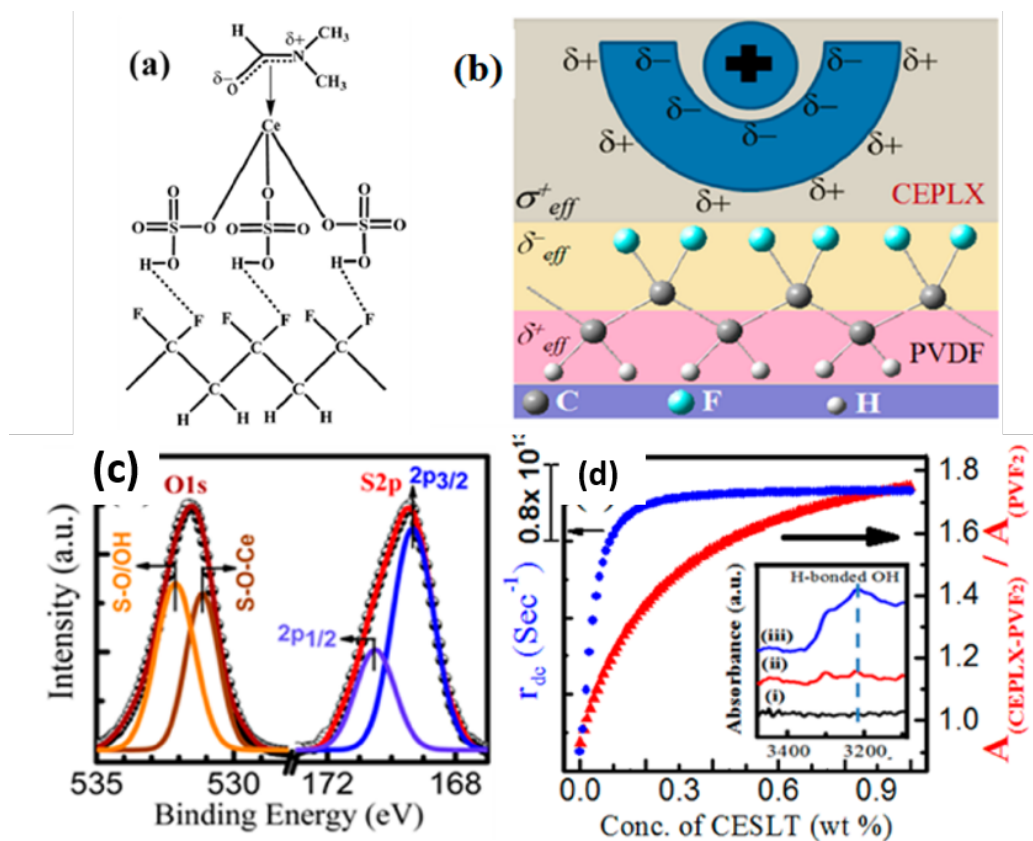 (a)
H
δ+
N
CH₃
CH₃
δ−
O
Ce
O
O
O
O=S=O
O=S=O
O=S=O
H-O
H-O
H-O
F
F
F
F
F
F
C
C
C
C
C
H
H
H
H
(b)
δ+ δ− δ− δ+
δ− δ−
δ−
δ+ δ+
δ+ δ+
σ⁺eff CEPLX
δ⁻eff F F F F F F
δ⁺eff PVDF
C F H
(c)
O1s
S2p
2p3/2
S-O/OH
S-O-Ce
2p1/2
Intensity (a.u.)
535 530 172 168
Binding Energy (eV)
(d)
0.8x 10
r_dc (Sec⁻¹)
H-bonded OH
Absorbance (a.u.)
(iii)
(ii)
(i)
3400 3200
1.8
1.6
1.4
1.2
1.0
A(CEPLX-PVF₂) / A(PVF₂)
0.0 0.3 0.6 0.9
Conc. of CESLT (wt %)